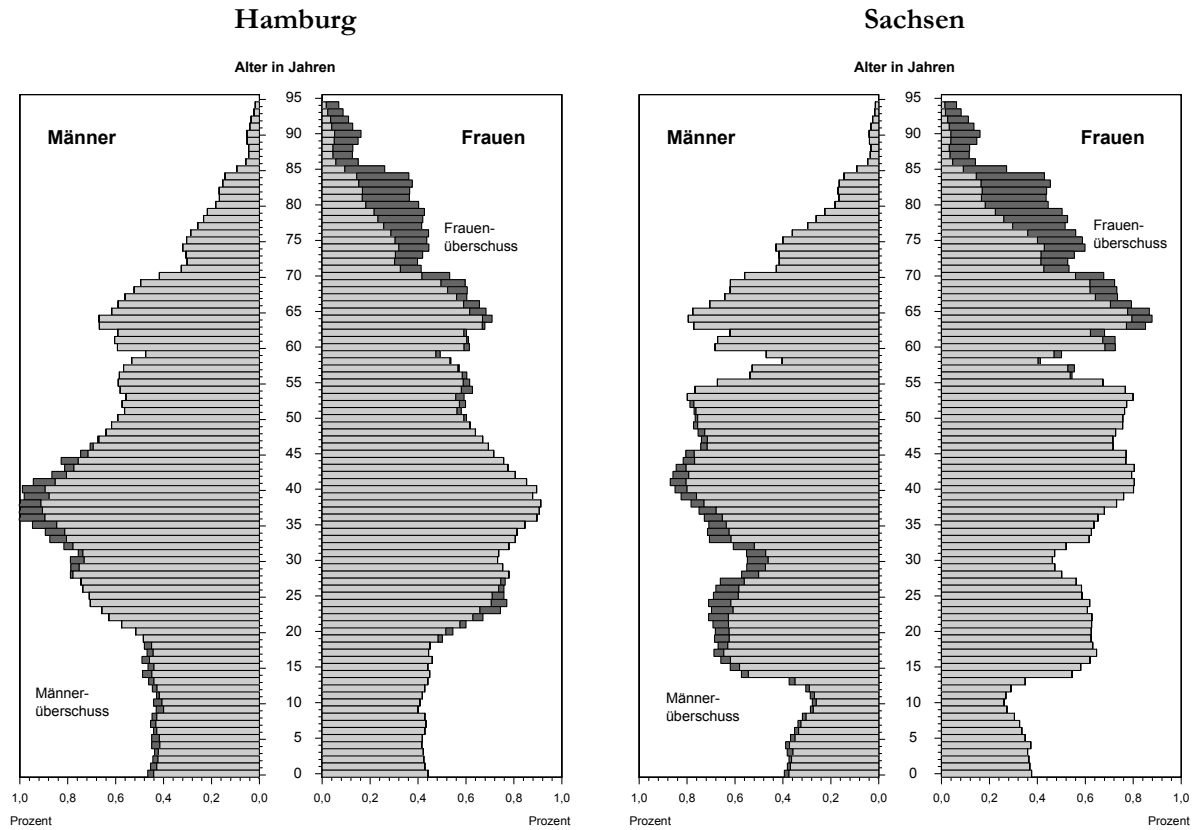 Hamburg
Sachsen
Alter in Jahren
Alter in Jahren
Männer
Frauen
Männer
Frauen
95
90
85
80
75
70
65
60
55
50
45
40
35
30
25
20
15
10
5
0
95
90
85
80
75
70
65
60
55
50
45
40
35
30
25
20
15
10
5
0
Frauen-
überschuss
Frauen-
überschuss
Männer-
überschuss
Männer-
überschuss
1,0 0,8 0,6 0,4 0,2 0,0
0,0 0,2 0,4 0,6 0,8 1,0
1,0 0,8 0,6 0,4 0,2 0,0
0,0 0,2 0,4 0,6 0,8 1,0
Prozent
Prozent
Prozent
Prozent